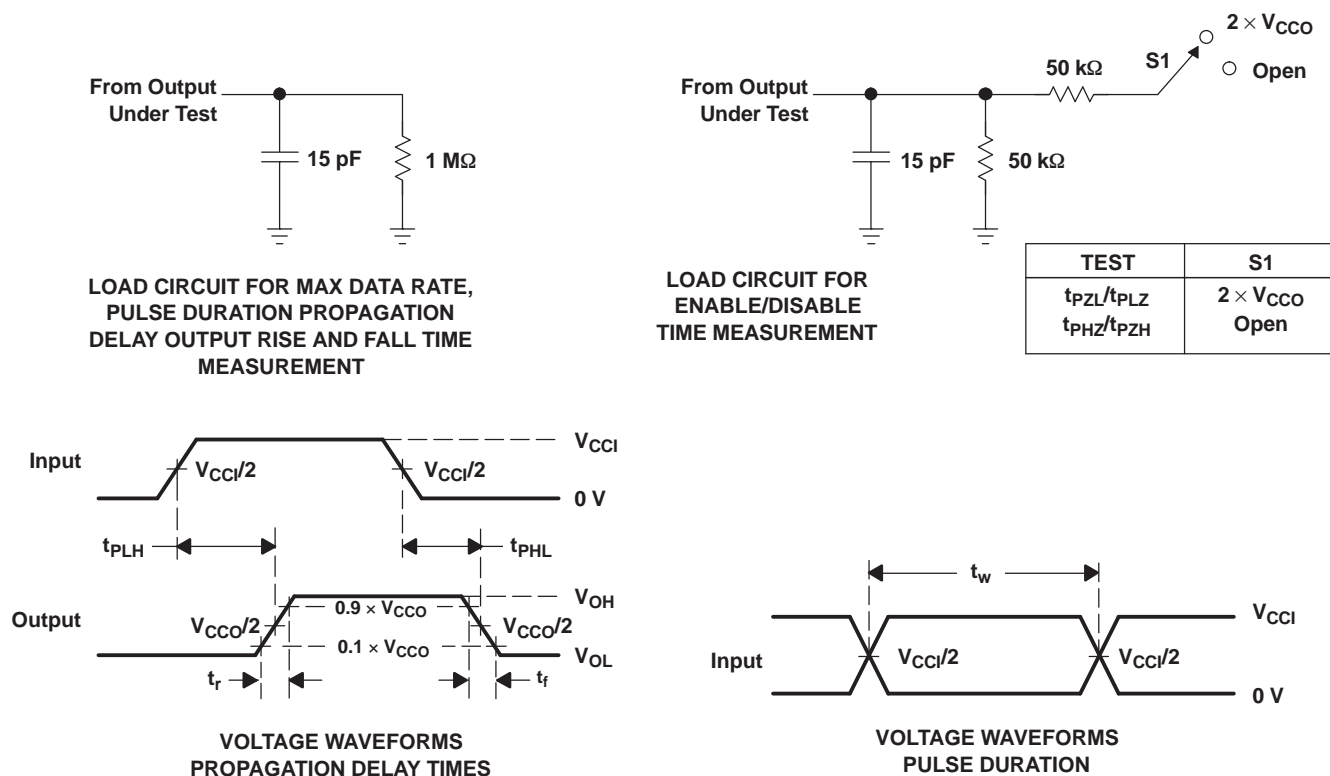 From Output
Under Test
15 pF
1 MΩ
LOAD CIRCUIT FOR MAX DATA RATE,
PULSE DURATION PROPAGATION
DELAY OUTPUT RISE AND FALL TIME
MEASUREMENT
From Output
Under Test
15 pF
50 kΩ
50 kΩ
S1
2 × VCCO
Open
LOAD CIRCUIT FOR
ENABLE/DISABLE
TIME MEASUREMENT
TEST S1
tPZL/tPLZ 2 × VCCO
tPHZ/tPZH Open
Input
VCCI/2
VCCI/2
VCCI
0 V
tPLH
tPHL
Output
VCCO/2
0.9 × VCCO
0.1 × VCCO
VCCO/2
VOH
VOL
tr
tf
VOLTAGE WAVEFORMS
PROPAGATION DELAY TIMES
tw
Input
VCCI/2
VCCI/2
VCCI
0 V
VOLTAGE WAVEFORMS
PULSE DURATION